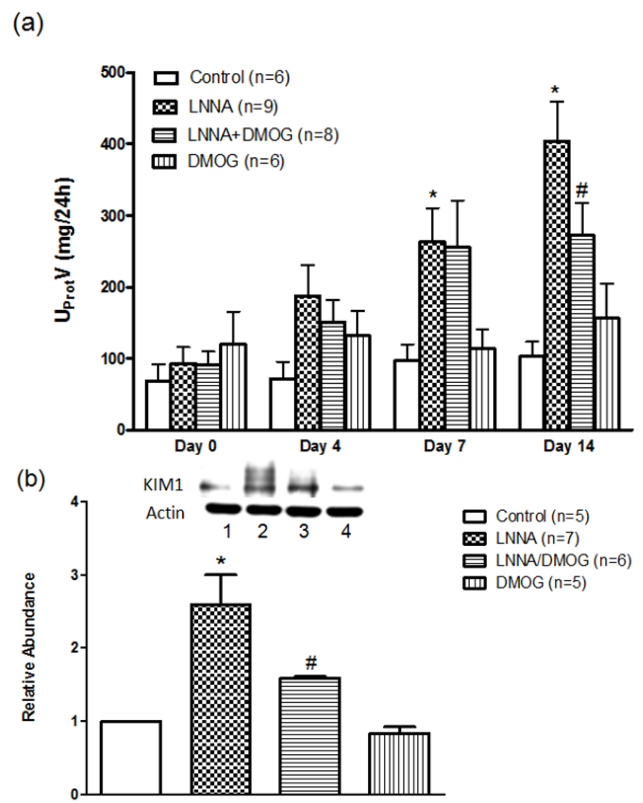 (a)
500
400
300
200
100
0
U_ProtV (mg/24h)
Control (n=6)
LNNA (n=9)
LNNA+DMOG (n=8)
DMOG (n=6)
*
*
#
Day 0 Day 4 Day 7 Day 14
(b)
KIM1
Actin
1 2 3 4
4
3
2
1
0
Relative Abundance
*
#
Control (n=5)
LNNA (n=7)
LNNA/DMOG (n=6)
DMOG (n=5)